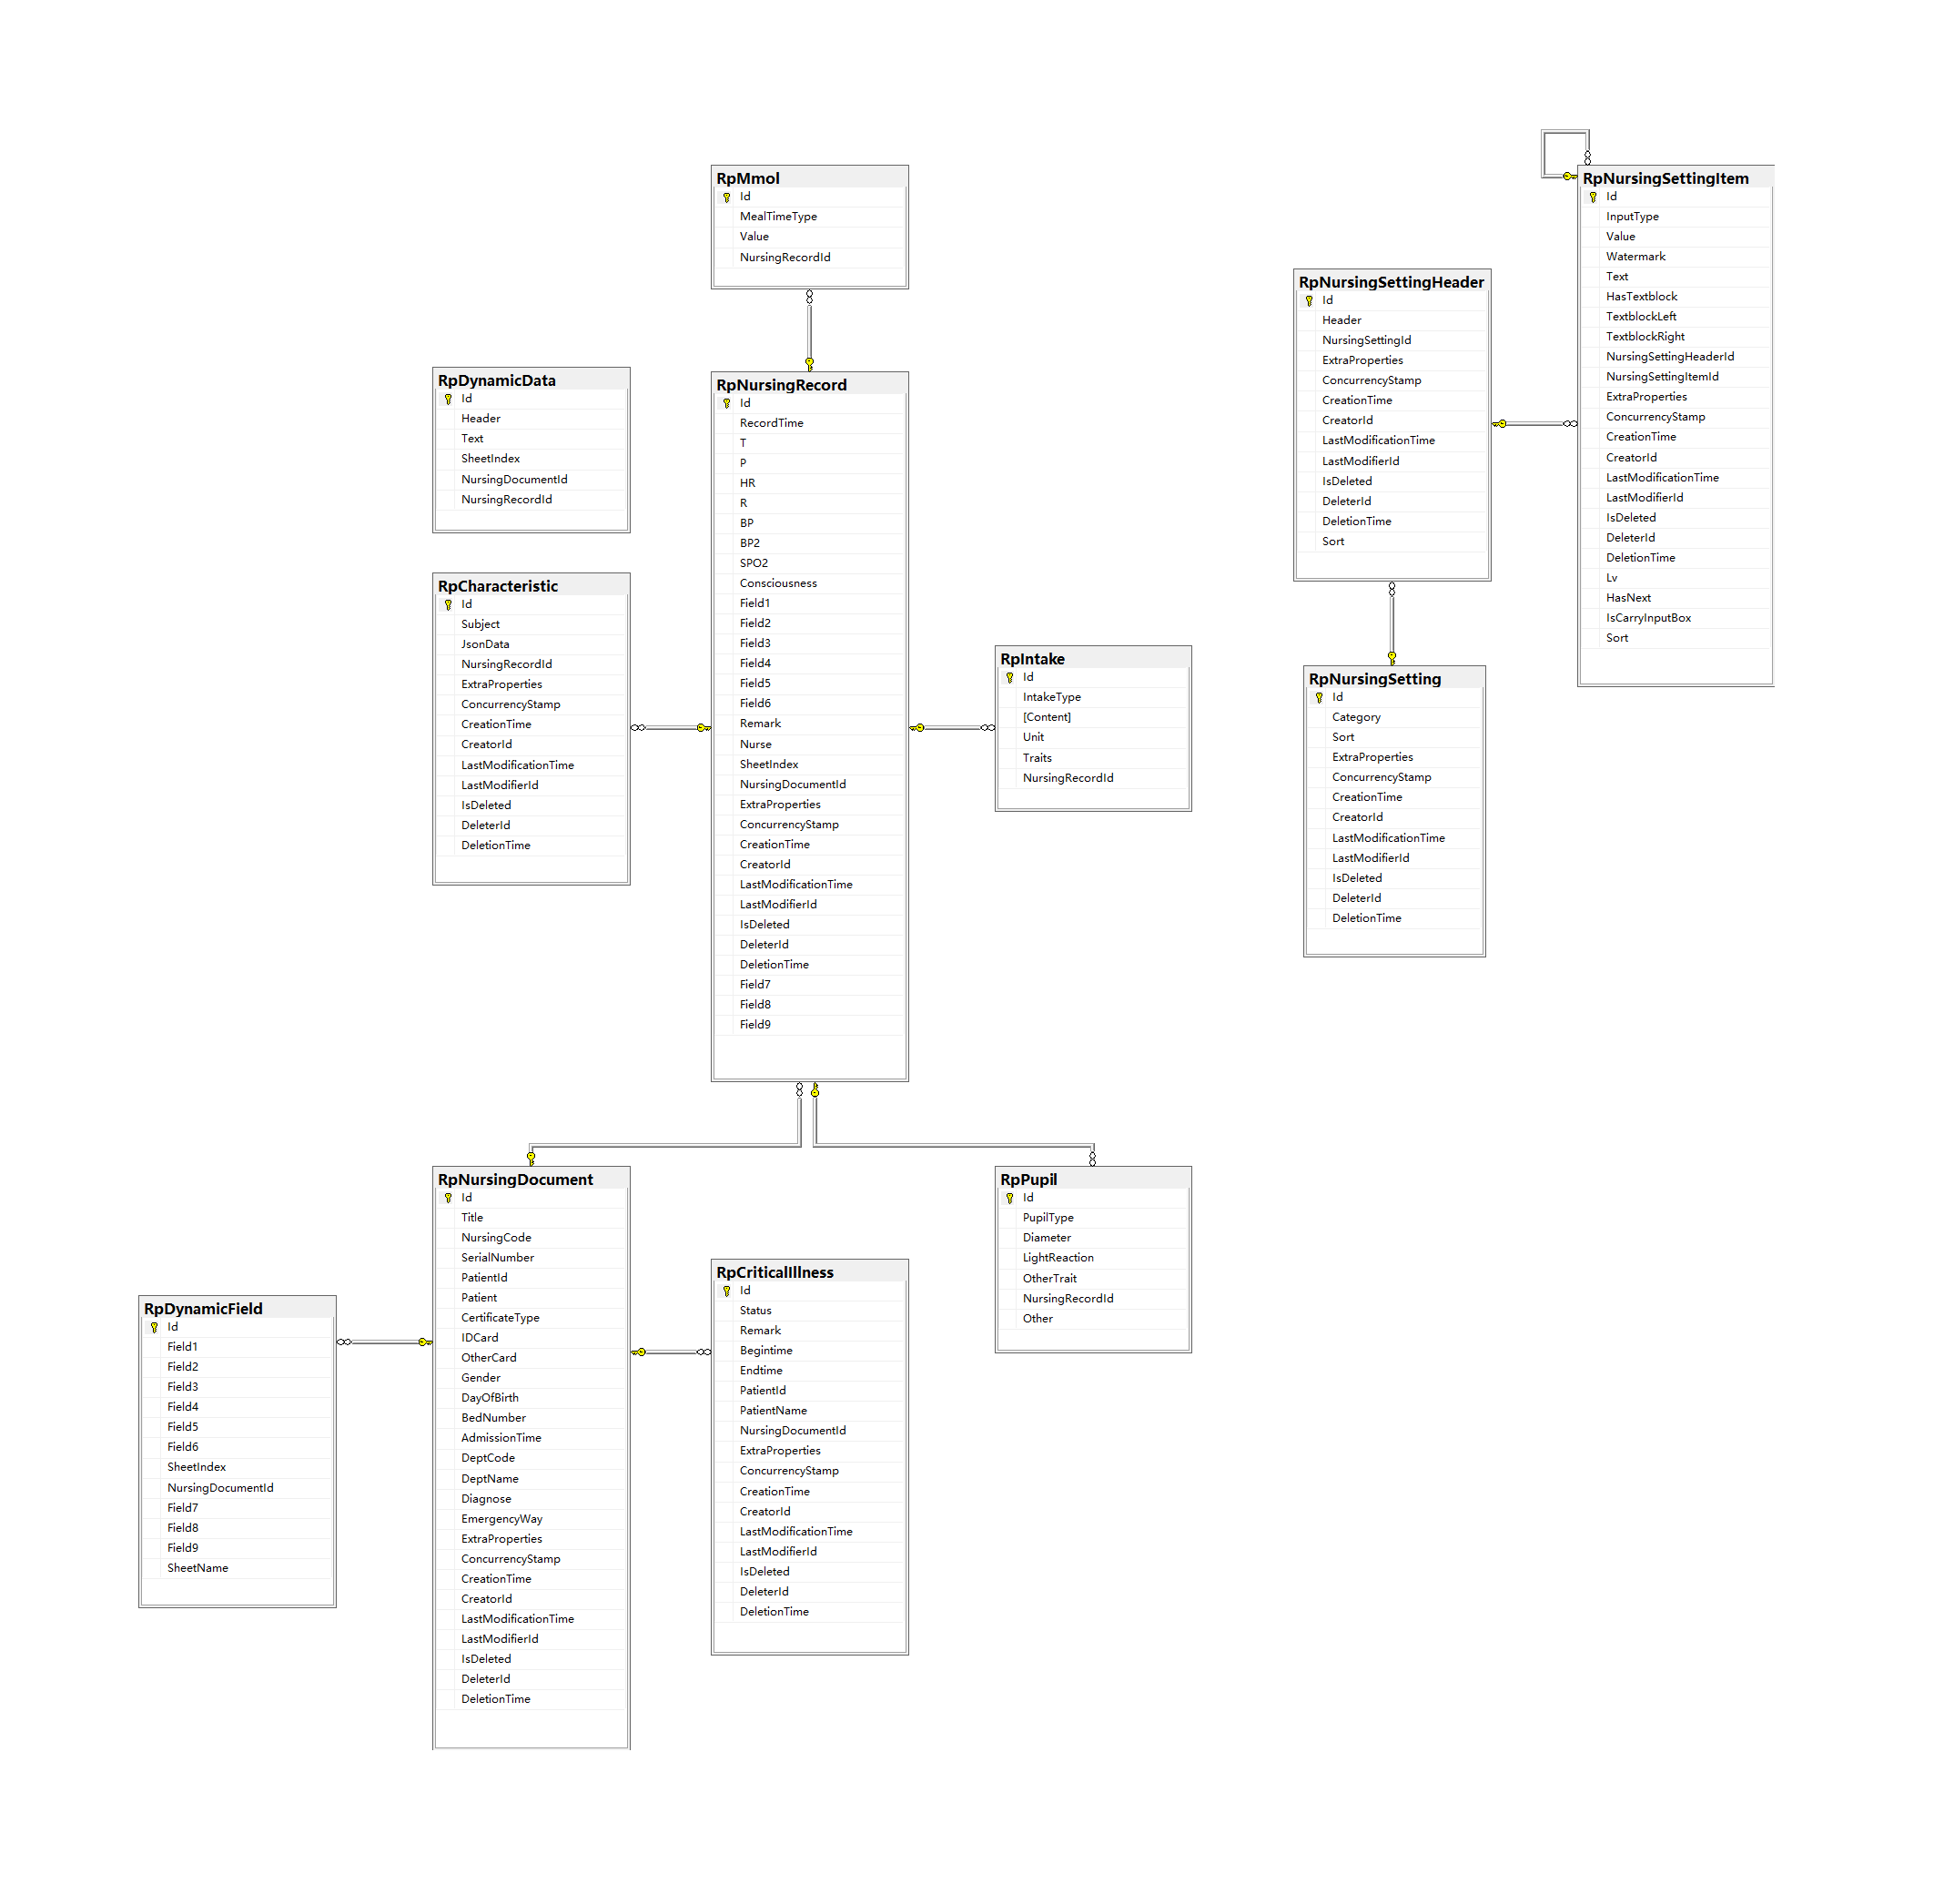 RpMmol
Id
MealTimeType
Value
NursingRecordId
RpDynamicData
Id
Header
Text
SheetIndex
NursingDocumentId
NursingRecordId
RpCharacteristic
Id
Subject
JsonData
NursingRecordId
ExtraProperties
ConcurrencyStamp
CreationTime
CreatorId
LastModificationTime
LastModifierId
IsDeleted
DeleterId
DeletionTime
RpNursingRecord
Id
RecordTime
T
P
HR
R
BP
BP2
SPO2
Consciousness
Field1
Field2
Field3
Field4
Field5
Field6
Remark
Nurse
SheetIndex
NursingDocumentId
ExtraProperties
ConcurrencyStamp
CreationTime
CreatorId
LastModificationTime
LastModifierId
IsDeleted
DeleterId
DeletionTime
Field7
Field8
Field9
RpIntake
Id
IntakeType
[Content]
Unit
Traits
NursingRecordId
RpNursingSettingHeader
Id
Header
NursingSettingId
ExtraProperties
ConcurrencyStamp
CreationTime
CreatorId
LastModificationTime
LastModifierId
IsDeleted
DeleterId
DeletionTime
Sort
RpNursingSettingItem
Id
InputType
Value
Watermark
Text
HasTextblock
TextblockLeft
TextblockRight
NursingSettingHeaderId
NursingSettingItemId
ExtraProperties
ConcurrencyStamp
CreationTime
CreatorId
LastModificationTime
LastModifierId
IsDeleted
DeleterId
DeletionTime
Lv
HasNext
IsCarryInputBox
Sort
RpNursingSetting
Id
Category
Sort
ExtraProperties
ConcurrencyStamp
CreationTime
CreatorId
LastModificationTime
LastModifierId
IsDeleted
DeleterId
DeletionTime
RpDynamicField
Id
Field1
Field2
Field3
Field4
Field5
Field6
SheetIndex
NursingDocumentId
Field7
Field8
Field9
SheetName
RpNursingDocument
Id
Title
NursingCode
SerialNumber
PatientId
Patient
CertificateType
IDCard
OtherCard
Gender
DayOfBirth
BedNumber
AdmissionTime
DeptCode
DeptName
Diagnose
EmergencyWay
ExtraProperties
ConcurrencyStamp
CreationTime
CreatorId
LastModificationTime
LastModifierId
IsDeleted
DeleterId
DeletionTime
RpCriticalIllness
Id
Status
Remark
Begintime
Endtime
PatientId
PatientName
NursingDocumentId
ExtraProperties
ConcurrencyStamp
CreationTime
CreatorId
LastModificationTime
LastModifierId
IsDeleted
DeleterId
DeletionTime
RpPupil
Id
PupilType
Diameter
LightReaction
OtherTrait
NursingRecordId
Other